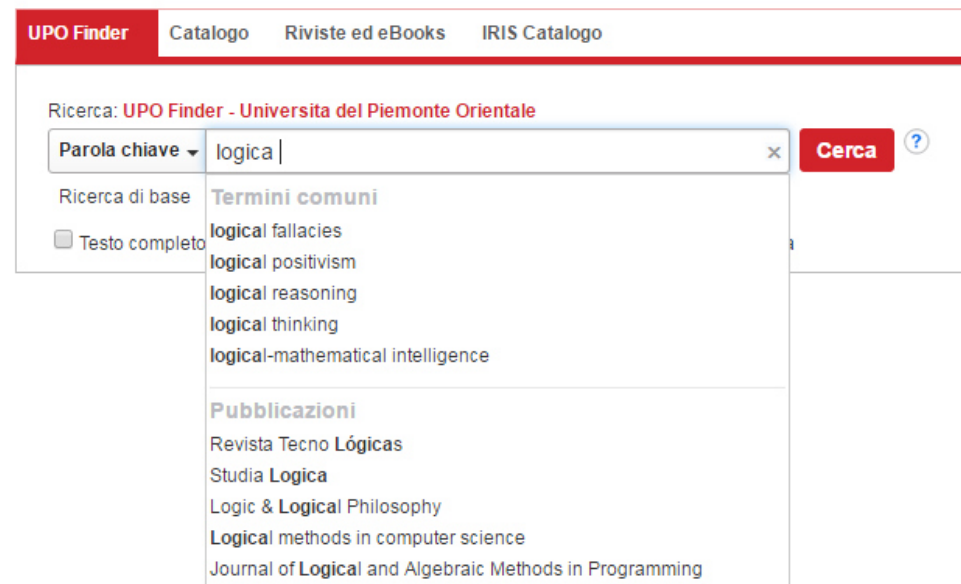 UPO Finder Catalogo Riviste ed eBooks IRIS Catalogo
Ricerca: UPO Finder - Universita del Piemonte Orientale
Parola chiave logica × Cerca ?
Ricerca di base
Testo completo
Termini comuni
logical fallacies
logical positivism
logical reasoning
logical thinking
logical-mathematical intelligence
Pubblicazioni
Revista Tecno Lógicas
Studia Logica
Logic & Logical Philosophy
Logical methods in computer science
Journal of Logical and Algebraic Methods in Programming